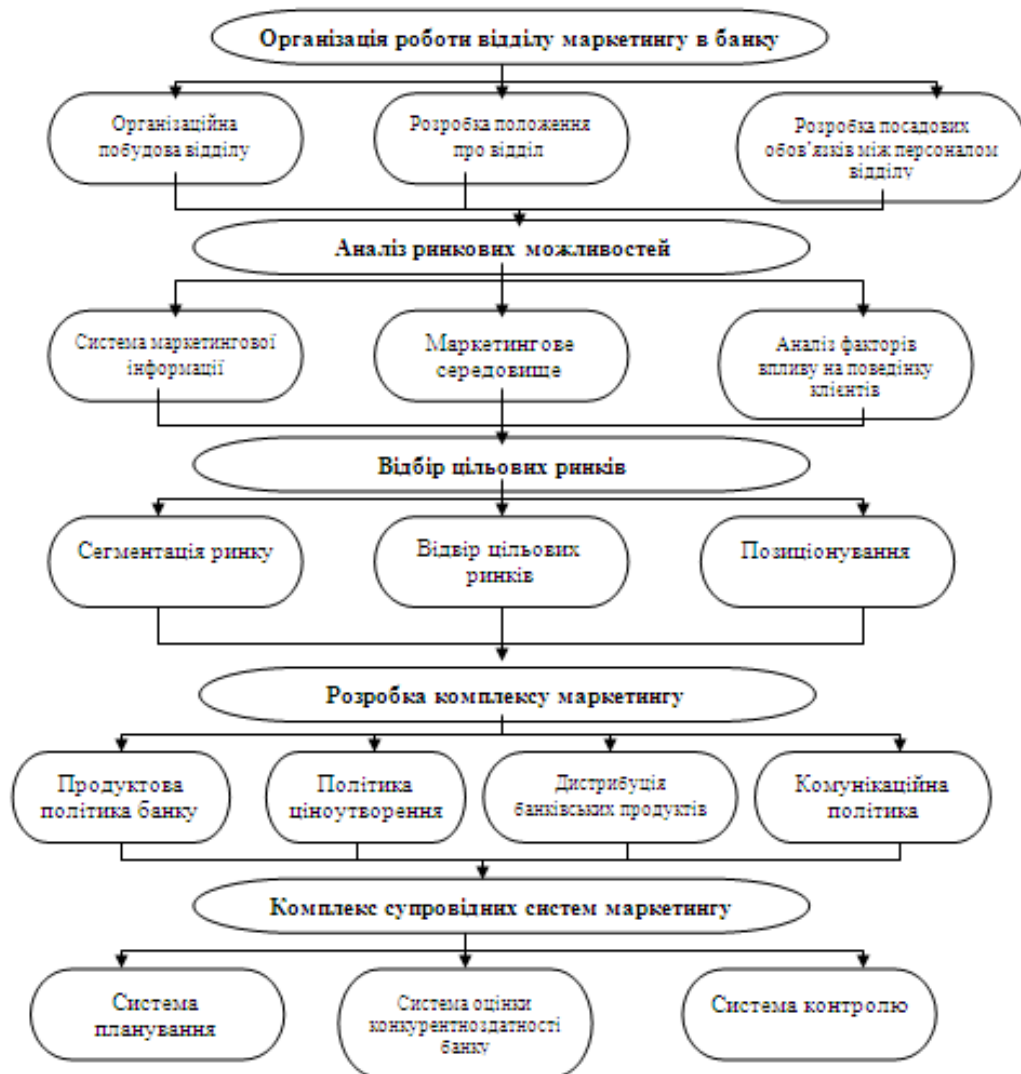 Організація роботи відділу маркетингу в банку
Організаційна
побудова відділу
Розробка положення
про відділ
Розробка посадових
обов'язків між персоналом
відділу
Аналіз ринкових можливостей
Система маркетингової
інформації
Маркетингове
середовище
Аналіз факторів
впливу на поведінку
клієнтів
Відбір цільових ринків
Сегментація ринку
Відвір цільових
ринків
Позиціонування
Розробка комплексу маркетингу
Продуктова
політика банку
Політика
ціноутворення
Дистрибуція
банківських продуктів
Комунікаційна
політика
Комплекс супровідних систем маркетингу
Система
планування
Система оцінки
конкурентноздатності
банку
Система контролю